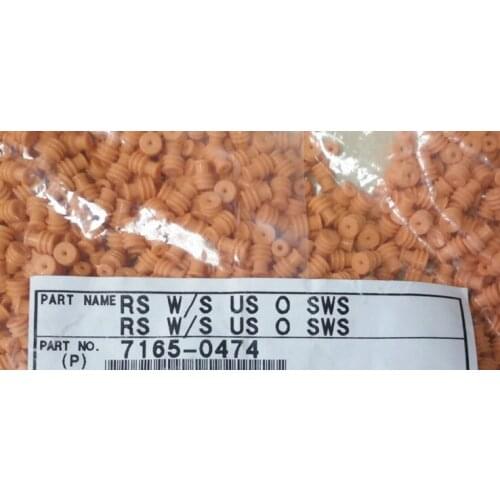 PART NAME RS W/S US O SWS
RS W/S US O SWS
PART NO. 7165-0474
(P)